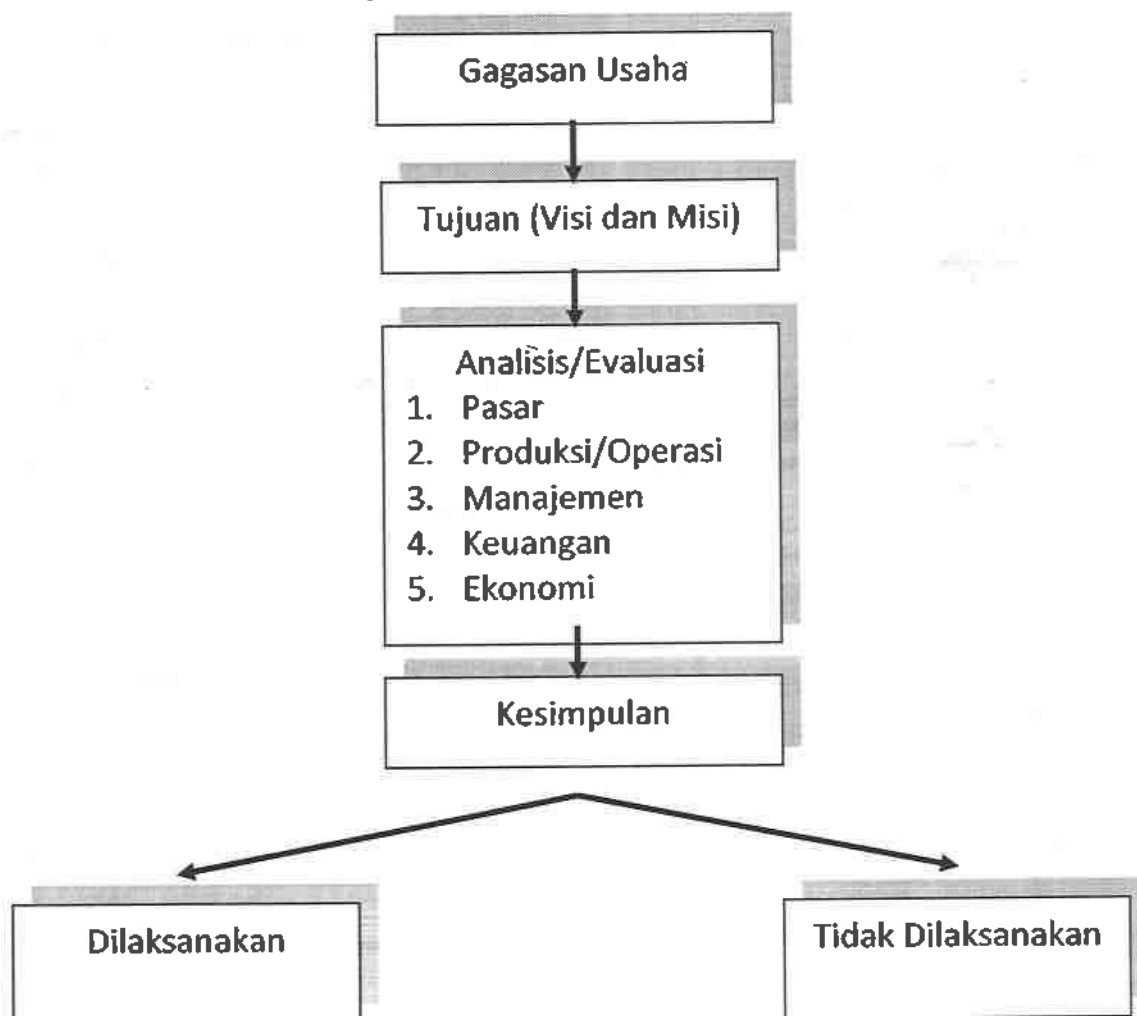 Gagasan Usaha
Tujuan (Visi dan Misi)
Analisis/Evaluasi
1. Pasar
2. Produksi/Operasi
3. Manajemen
4. Keuangan
5. Ekonomi
Kesimpulan
Dilaksanakan
Tidak Dilaksanakan